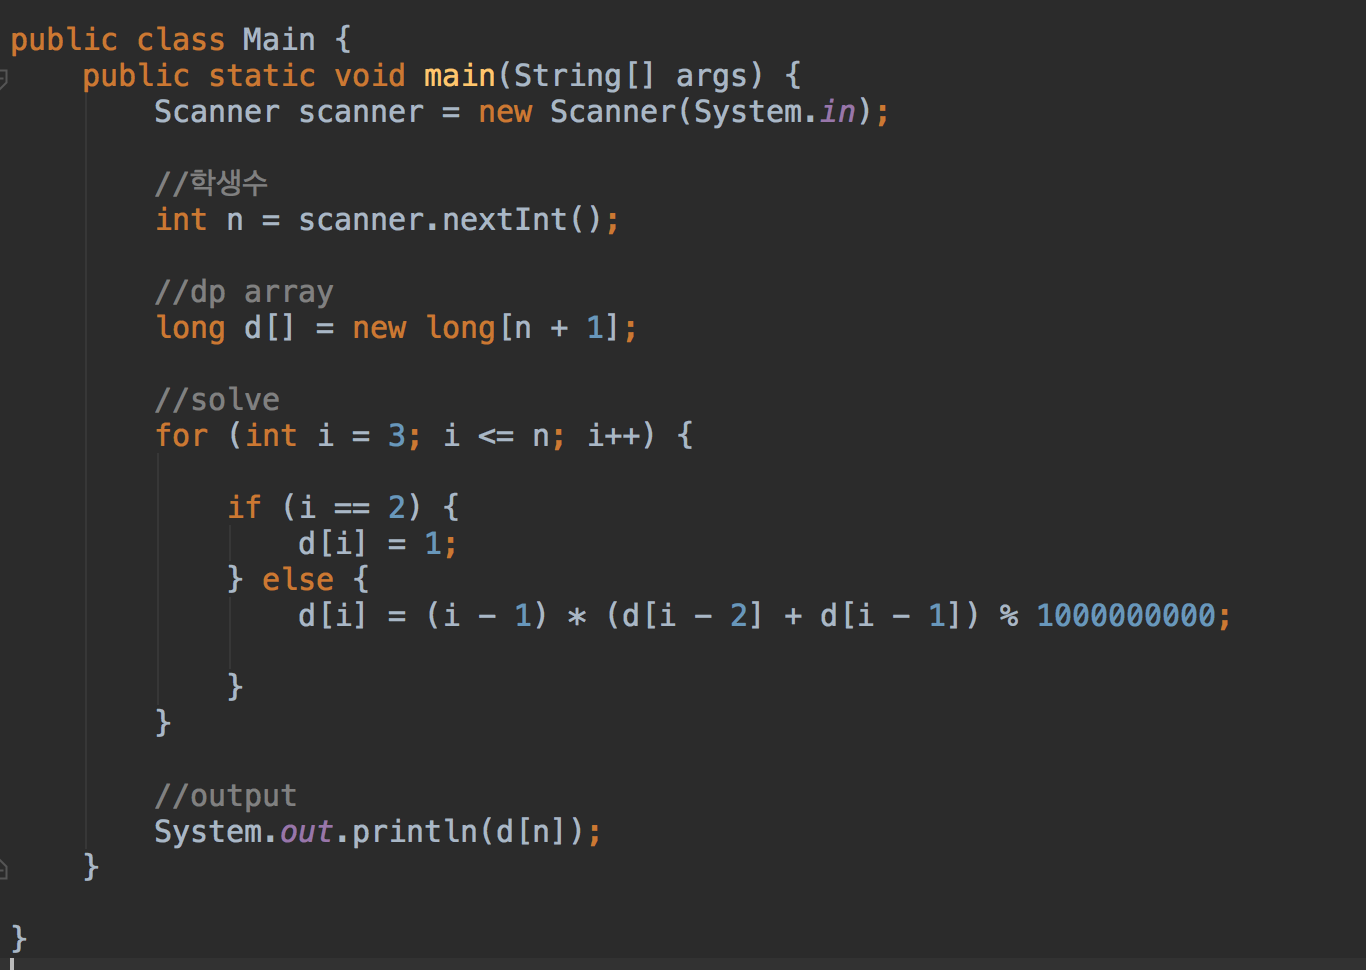 public class Main {
    public static void main(String[] args) {
        Scanner scanner = new Scanner(System.in);

        //학생수
        int n = scanner.nextInt();

        //dp array
        long d[] = new long[n + 1];

        //solve
        for (int i = 3; i <= n; i++) {

            if (i == 2) {
                d[i] = 1;
            } else {
                d[i] = (i - 1) * (d[i - 2] + d[i - 1]) % 1000000000;

            }
        }

        //output
        System.out.println(d[n]);
    }

}